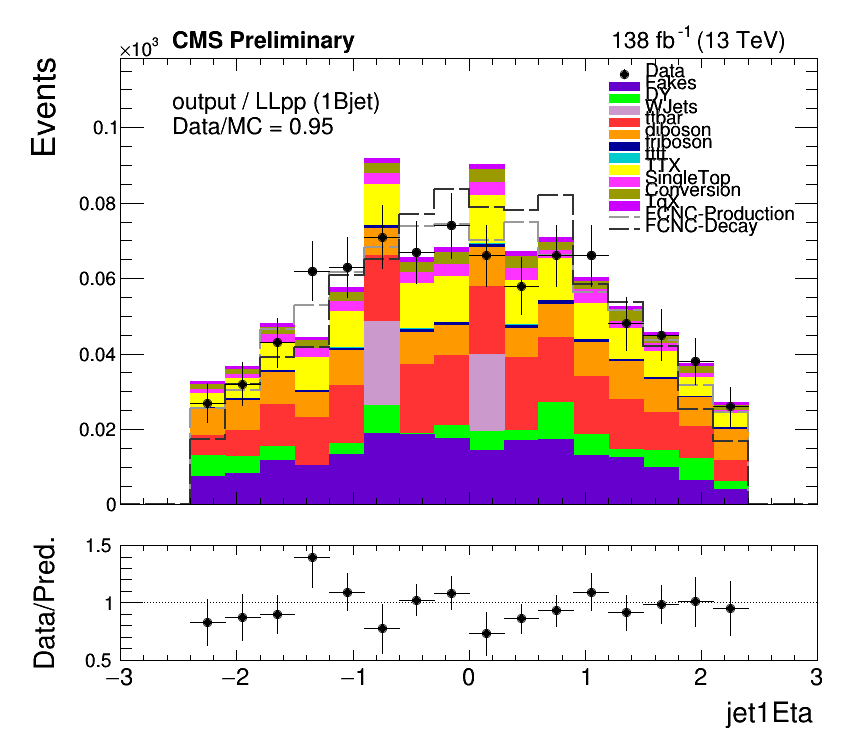 ×10³ CMS Preliminary 138 fb⁻¹ (13 TeV)
Events
output / LLpp (1Bjet)
Data/MC = 0.95
Data
Fakes
DY
WJets
ttbar
diboson
triboson
tttt
TTX
SingleTop
Conversion
TqX
FCNC-Production
FCNC-Decay
0.1
0.08
0.06
0.04
0.02
0
Data/Pred.
1.5
1
0.5
−3 −2 −1 0 1 2 3
jet1Eta